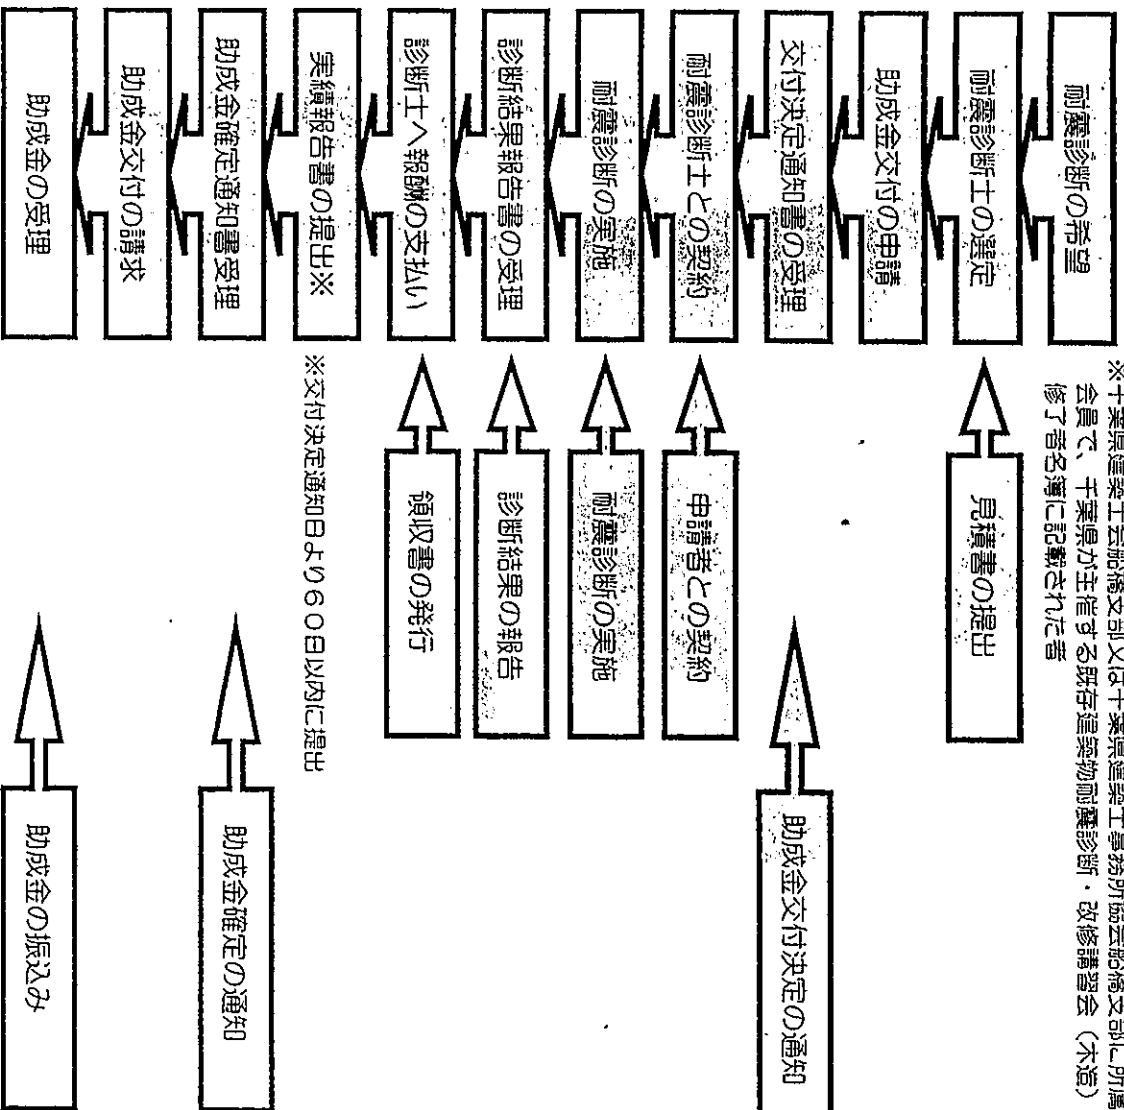 ※千葉県建築士会船橋支部又は千葉県建築士事務所協会船橋支部に所属
会員で、千葉県が主催する既存建築物耐震診断・改修講習会（木造）
修了者名簿に記載された者
耐震診断の希望
耐震診断士の選定
見積書の提出
助成金交付の申請
交付決定通知書の受理
助成金交付決定の通知
耐震診断士との契約
申請者との契約
耐震診断の実施
耐震診断の実施
診断結果報告書の受理
診断結果の報告
診断士へ報酬の支払い
領収書の発行
実績報告書の提出※
※交付決定通知日より６０日以内に提出
助成金確定通知書受理
助成金確定の通知
助成金交付の請求
助成金の受理
助成金の振込み